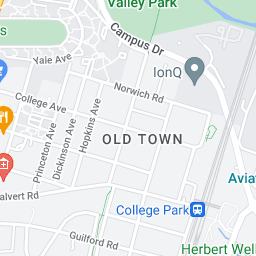 Valley Park
Campus Dr
Yale Ave
IonQ
Norwich Rd
College Ave
Hopkins Ave
Princeton Ave
Dickinson Ave
OLD TOWN
Aviat
alvert Rd
College Park
Guilford Rd
Herbert Well